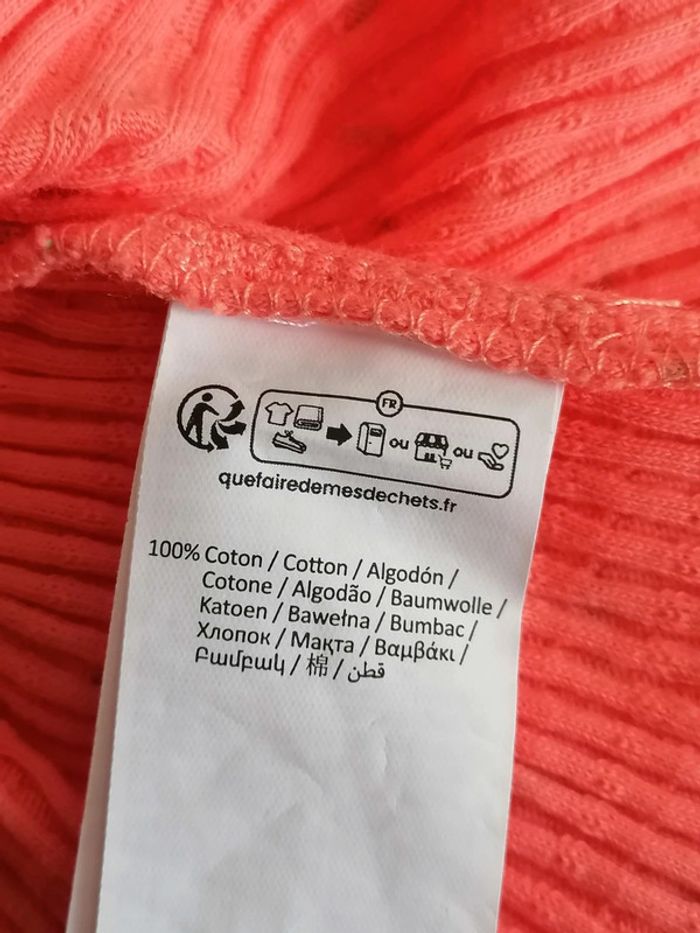 FR
ou ou
quefairedemesdechets.fr
100% Coton / Cotton / Algodón /
Cotone / Algodão / Baumwolle /
Katoen / Bawełna / Bumbac /
Хлопок / Мақта / Βαμβάκι /
Բամբակ / 棉 / قطن